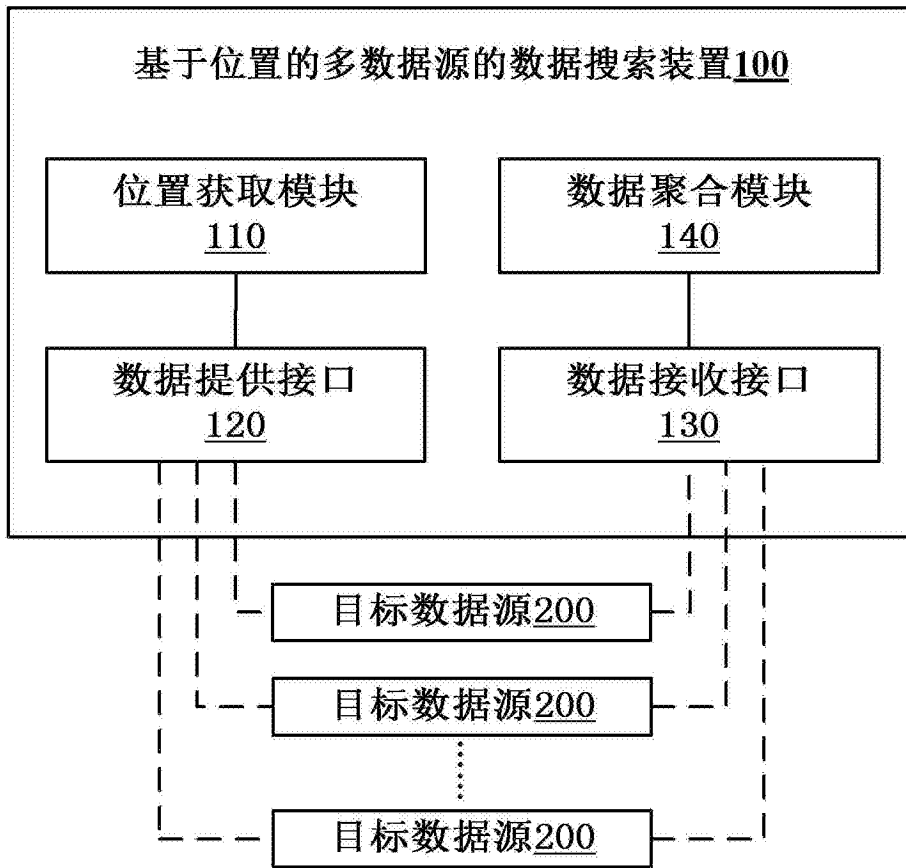 基于位置的多数据源的数据搜索装置100
位置获取模块
110
数据聚合模块
140
数据提供接口
120
数据接收接口
130
目标数据源200
目标数据源200
目标数据源200